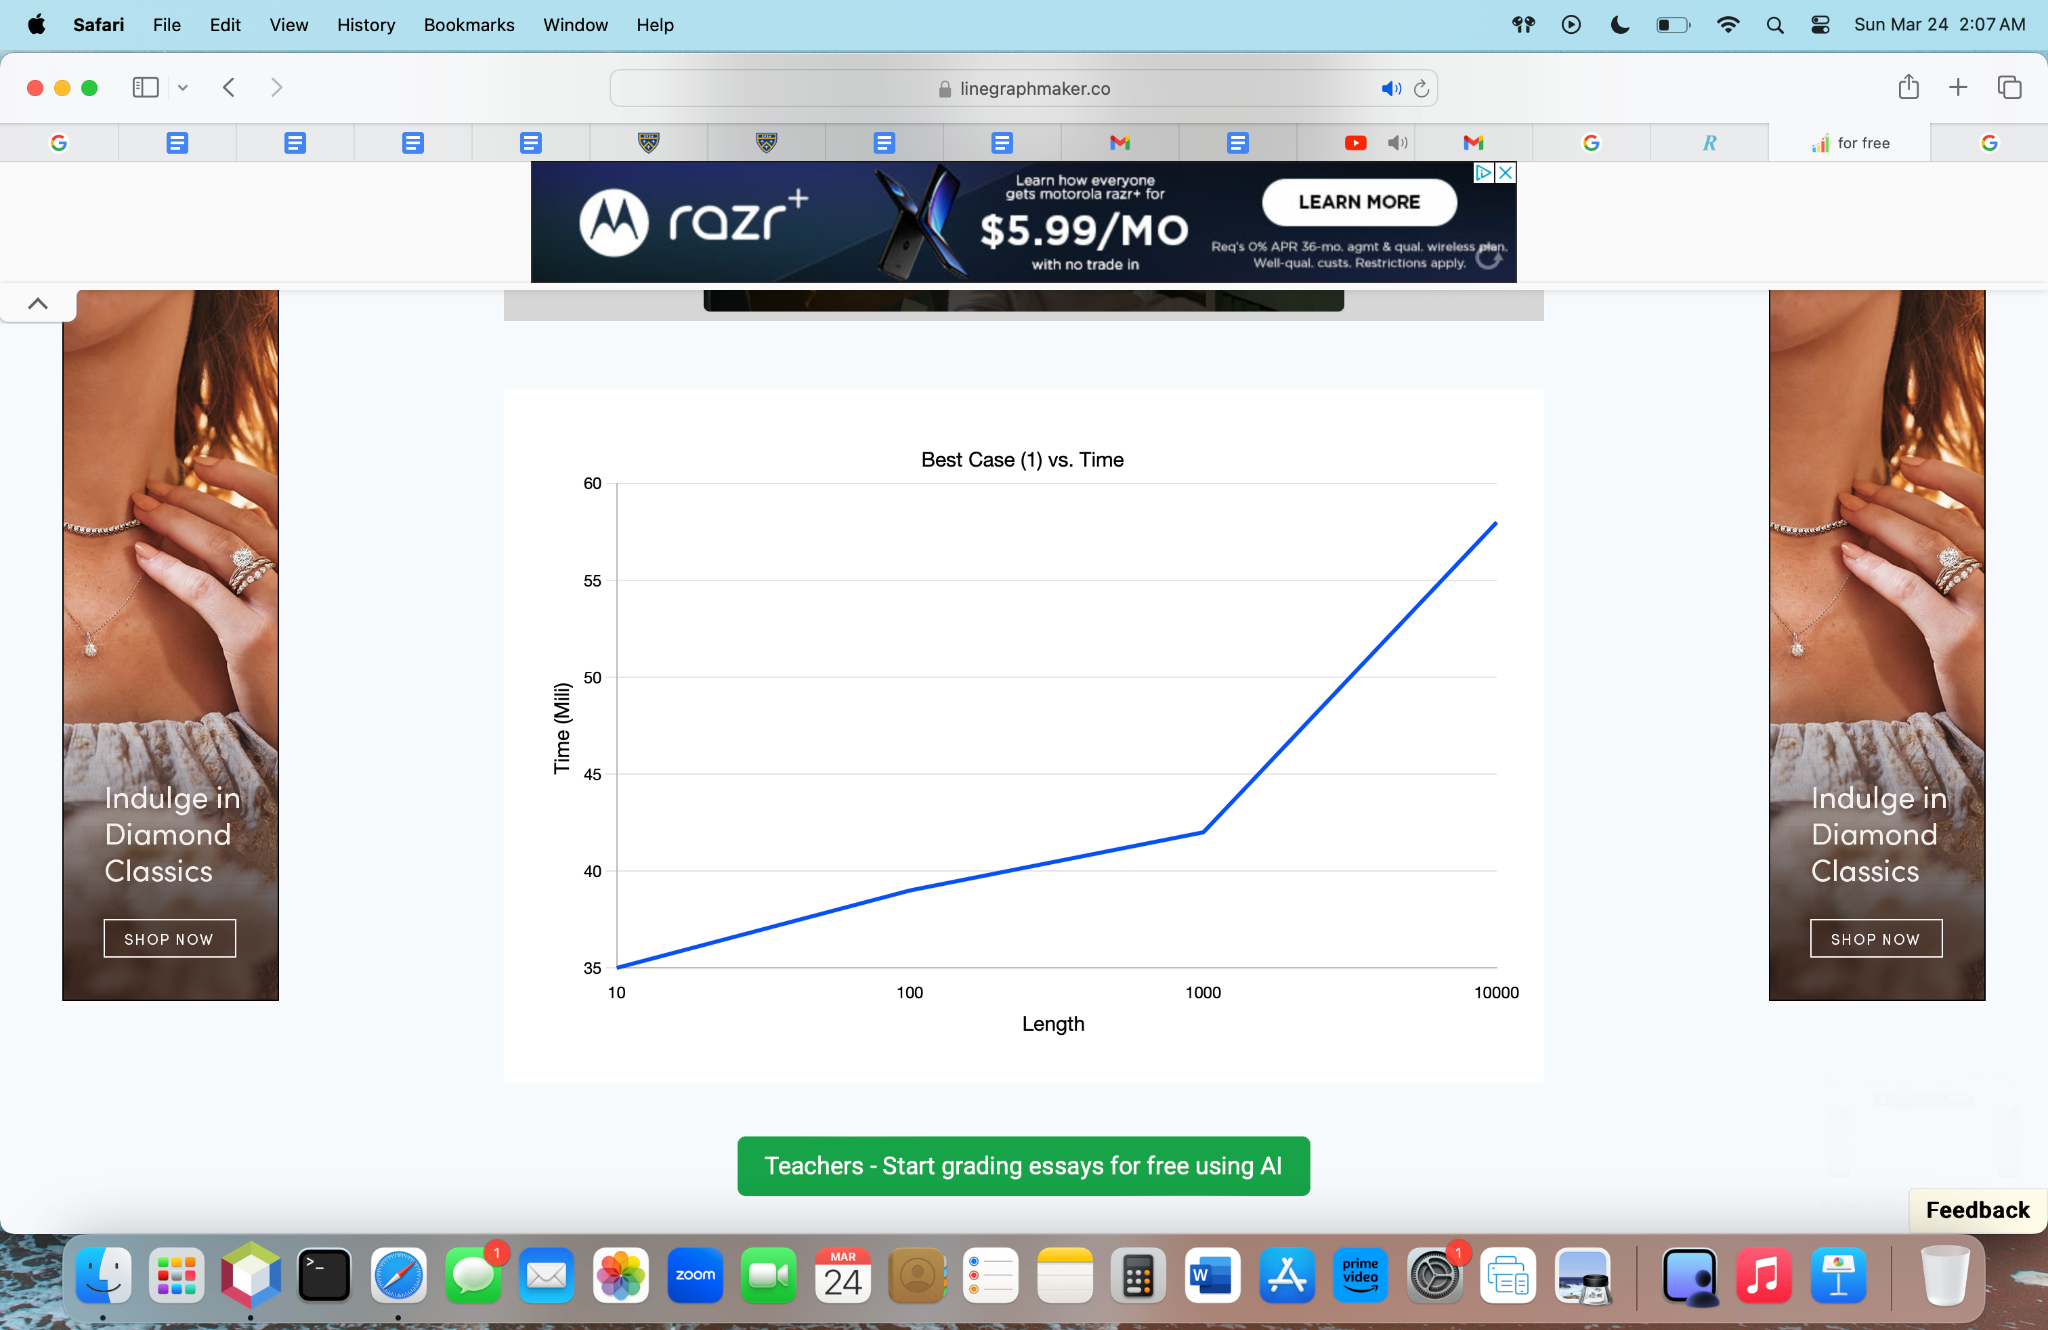 Safari File Edit View History Bookmarks Window Help Sun Mar 24 2:07 AM
linegraphmaker.co
R for free
razr+
Learn how everyone
gets motorola razr+ for
$5.99/MO
with no trade in
LEARN MORE
Req's 0% APR 36-mo. agmt & qual. wireless plan.
Well-qual. custs. Restrictions apply.
Indulge in
Diamond
Classics
SHOP NOW
Best Case (1) vs. Time
60
55
50
45
40
35
Time (Mili)
10 100 1000 10000
Length
Indulge in
Diamond
Classics
SHOP NOW
Teachers - Start grading essays for free using AI
Feedback
>_
1
zoom
MAR
24
W
prime
video
1